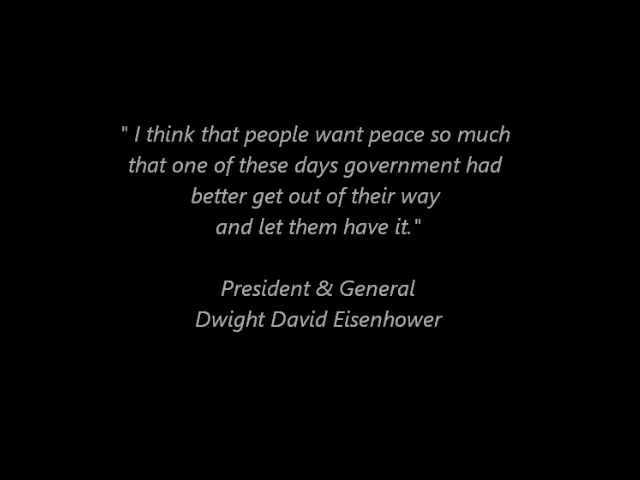 " I think that people want peace so much
that one of these days government had
better get out of their way
and let them have it."
President & General
Dwight David Eisenhower